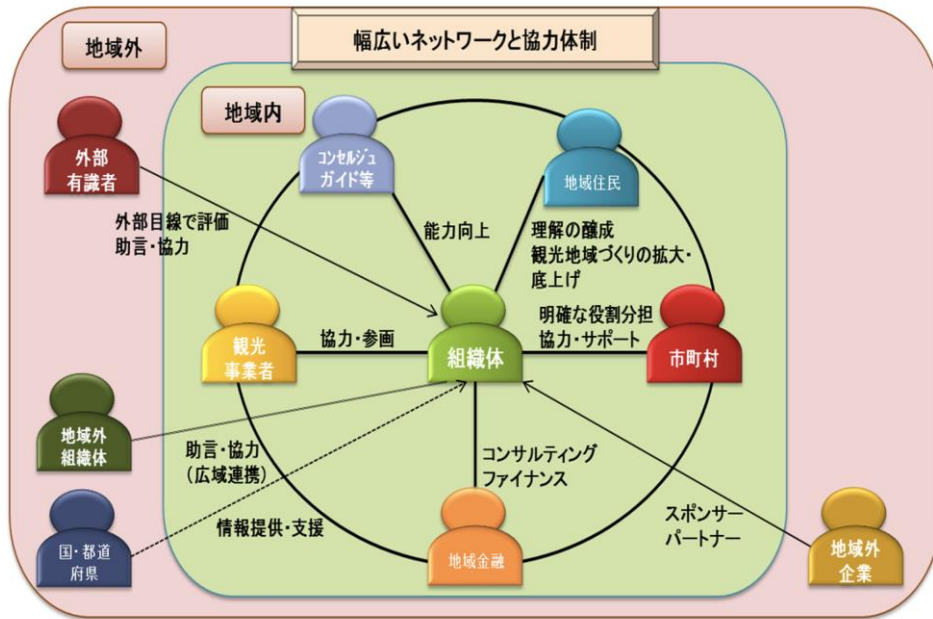 幅広いネットワークと協力体制
地域外
地域内
外部
有識者
コンセルジュ
ガイド等
地域住民
外部目線で評価
助言・協力
能力向上
理解の醸成
観光地域づくりの拡大・
底上げ
明確な役割分担
協力・サポート
観光
事業者
協力・参画
組織体
市町村
地域外
組織体
助言・協力
（広域連携）
コンサルティング
ファイナンス
情報提供・支援
スポンサー
パートナー
国・都道
府県
地域金融
地域外
企業